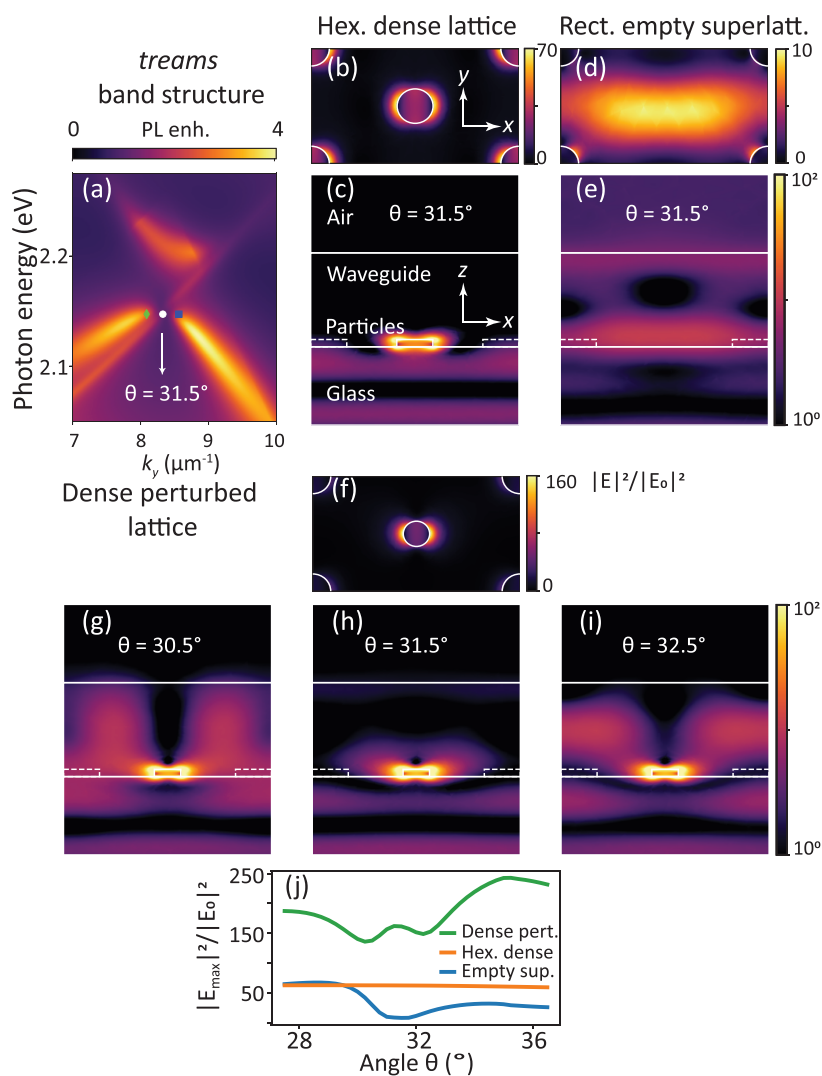 Hex. dense lattice
Rect. empty superlatt.
treams
band structure
0 PL enh. 4
(a)
Photon energy (eV)
2.2
2.1
θ = 31.5°
7 8 9 10
k_y (μm⁻¹)
(b)
y
x
70
0
(d)
10
0
(c)
Air θ = 31.5°
Waveguide
z
x
Particles
Glass
(e)
θ = 31.5°
10²
10⁰
Dense perturbed
lattice
(f)
160 |E|²/|E₀|²
0
(g)
θ = 30.5°
(h)
θ = 31.5°
(i)
θ = 32.5°
10²
10⁰
(j)
|E_max|²/|E₀|²
250
150
50
Dense pert.
Hex. dense
Empty sup.
28 32 36
Angle θ (°)